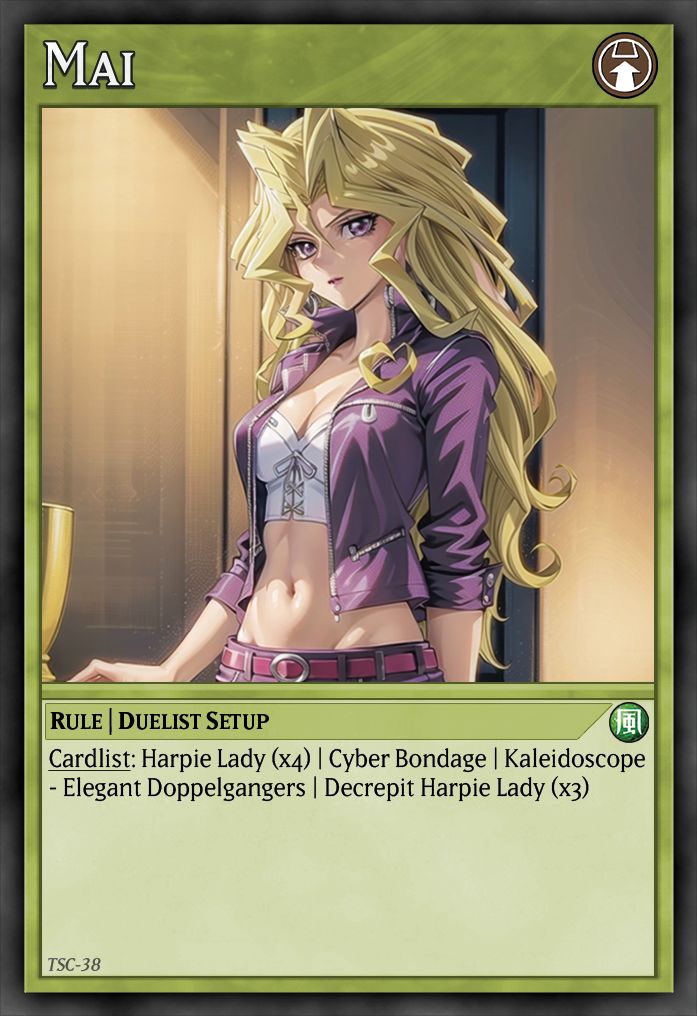 Mai
Rule | Duelist Setup
風
Cardlist: Harpie Lady (x4) | Cyber Bondage | Kaleidoscope
- Elegant Doppelgangers | Decrepit Harpie Lady (x3)
TSC-38